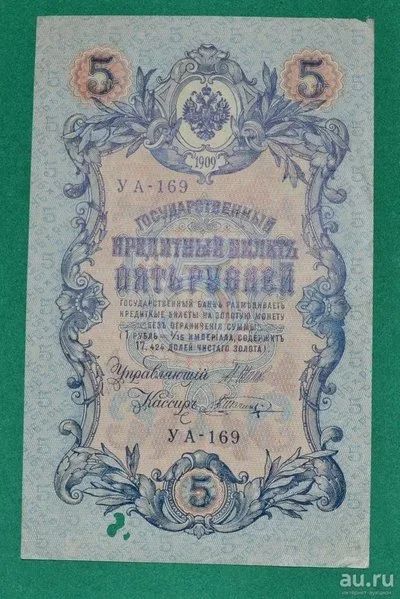 5 5
1909
УА-169
ГОСУДАРСТВЕННЫЙ
КРЕДИТНЫЙ БИЛЕТЪ
ПЯТЬ РУБЛЕЙ
ГОСУДАРСТВЕННЫЙ БАНКЪ РАЗМѢНИВАЕТЪ
КРЕДИТНЫЕ БИЛЕТЫ НА ЗОЛОТУЮ МОНЕТУ
БЕЗЪ ОГРАНИЧЕНІЯ СУММЫ
(1 РУБЛЬ = 1/15 ИМПЕРІАЛА, СОДЕРЖИТЪ
17,424 ДОЛЕЙ ЧИСТАГО ЗОЛОТА)
Управляющій
Кассиръ
УА-169
5
au.ru
интернет-аукцион